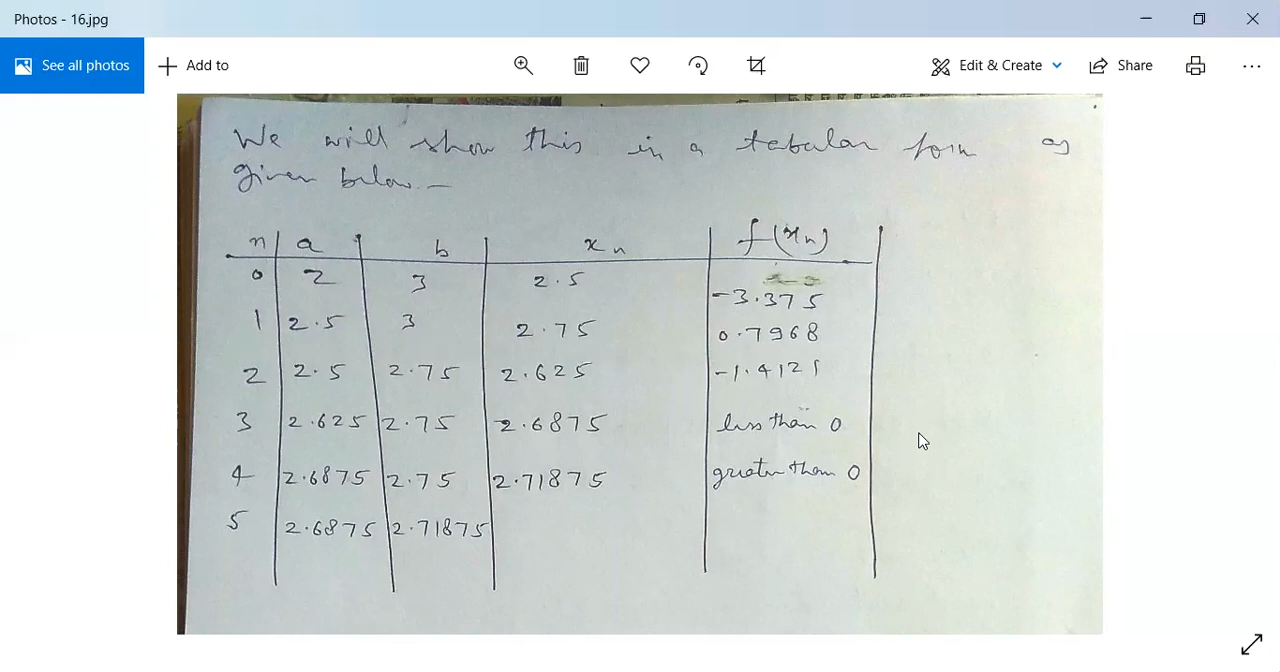 Photos - 16.jpg
See all photos
Add to
Edit & Create
Share
We will show this in a tabular form as
given below. —
n a b xn f(xn)
0 2 3 2.5 -3.375
1 2.5 3 2.75 0.7968
2 2.5 2.75 2.625 -1.4121
3 2.625 2.75 2.6875 less than 0
4 2.6875 2.75 2.71875 greater than 0
5 2.6875 2.71875